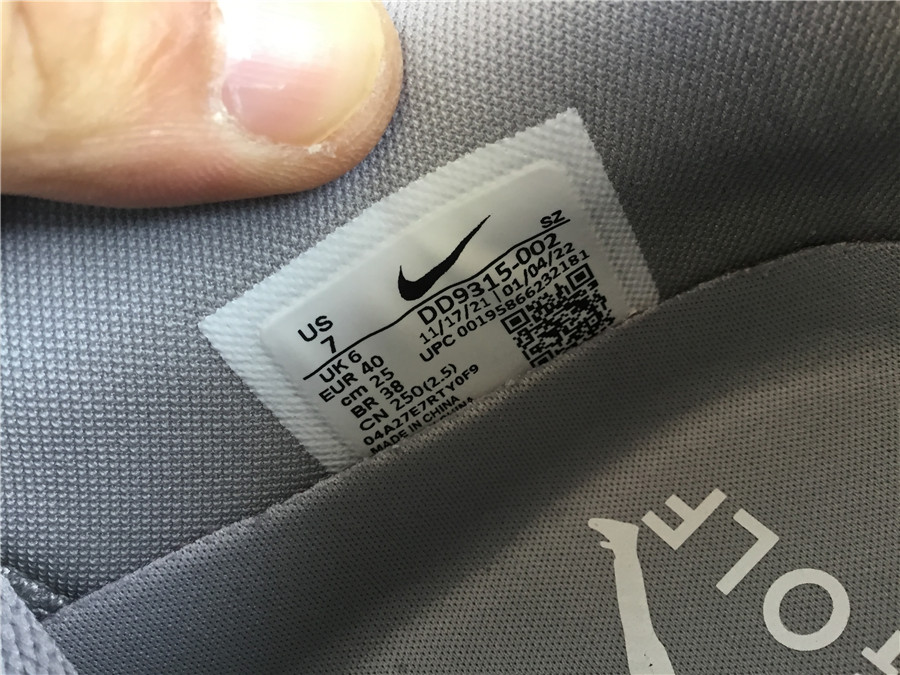 US
7
SZ
UK 6
EUR 40
cm 25
BR 38
CN 250(2.5)
DD9315-002
11/17/21 | 01/04/22
UPC 00195866232181
04A27E7RTY0F9
MADE IN CHINA
FLO